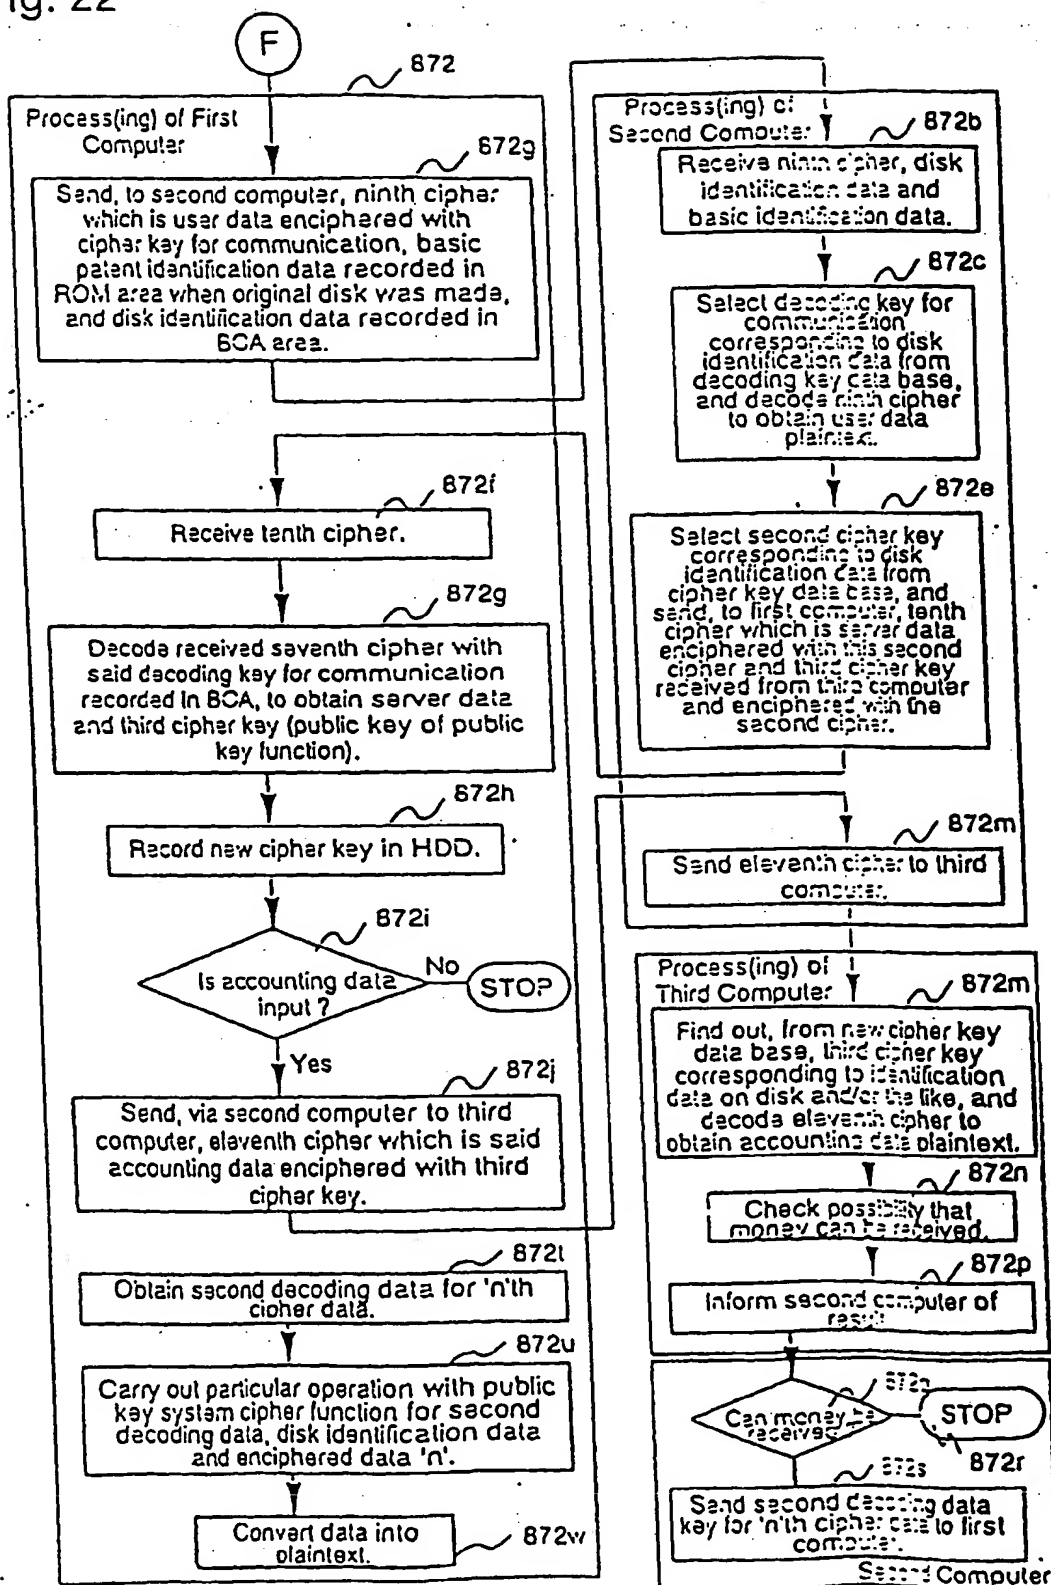 Fig. 22
F
872
Process(ing) of First
Computer
872g
Send, to second computer, ninth cipher
which is user data enciphered with
cipher key for communication, basic
patent identification data recorded in
ROM area when original disk was made,
and disk identification data recorded in
BCA area.
872f
Receive tenth cipher.
872g
Decode received seventh cipher with
said decoding key for communication
recorded in BCA, to obtain server data
and third cipher key (public key of public
key function).
872h
Record new cipher key in HDD.
872i
Is accounting data
input ?
No
STOP
Yes
872j
Send, via second computer to third
computer, eleventh cipher which is said
accounting data enciphered with third
cipher key.
872t
Obtain second decoding data for 'n'th
cipher data.
872u
Carry out particular operation with public
key system cipher function for second
decoding data, disk identification data
and enciphered data 'n'.
Convert data into
plaintext.
872w
Process(ing) of
Second Computer
872b
Receive ninth cipher, disk
identification data and
basic identification data.
872c
Select decoding key for
communication
corresponding to disk
identification data from
decoding key data base,
and decode ninth cipher
to obtain user data
plaintext.
872e
Select second cipher key
corresponding to disk
identification data from
cipher key data base, and
send, to first computer, tenth
cipher which is server data
enciphered with this second
cipher and third cipher key
received from third computer
and enciphered with the
second cipher.
872m
Send eleventh cipher to third
computer.
Process(ing) of
Third Computer
872m
Find out, from new cipher key
data base, third cipher key
corresponding to identification
data on disk and/or the like, and
decode eleventh cipher to
obtain accounting data plaintext.
872n
Check possibility that
money can be received.
872p
Inform second computer of
result
Can money be
received
STOP
872r
872s
Send second decoding data
key for 'n'th cipher data to first
computer.
Second Computer